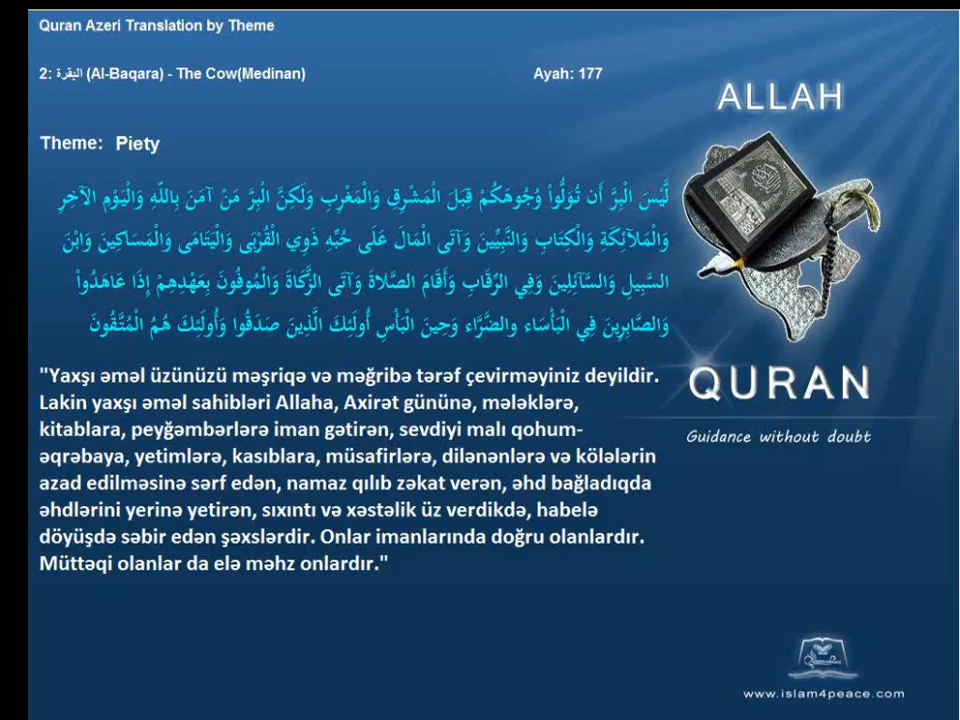 Quran Azeri Translation by Theme
2: البقرة (Al-Baqara) - The Cow(Medinan)
Ayah: 177
ALLAH
Theme: Piety
لَّيْسَ الْبِرَّ أَن تُوَلُّواْ وُجُوهَكُمْ قِبَلَ الْمَشْرِقِ وَالْمَغْرِبِ وَلَكِنَّ الْبِرَّ مَنْ آمَنَ بِاللّهِ وَالْيَوْمِ الآخِرِ
وَالْمَلآئِكَةِ وَالْكِتَابِ وَالنَّبِيِّينَ وَآتَى الْمَالَ عَلَى حُبِّهِ ذَوِي الْقُرْبَى وَالْيَتَامَى وَالْمَسَاكِينَ وَابْنَ
السَّبِيلِ وَالسَّآئِلِينَ وَفِي الرِّقَابِ وَأَقَامَ الصَّلاةَ وَآتَى الزَّكَاةَ وَالْمُوفُونَ بِعَهْدِهِمْ إِذَا عَاهَدُواْ
وَالصَّابِرِينَ فِي الْبَأْسَاء والضَّرَّاء وَحِينَ الْبَأْسِ أُولَئِكَ الَّذِينَ صَدَقُوا وَأُولَئِكَ هُمُ الْمُتَّقُونَ
"Yaxşı əməl üzünüzü məşriqə və məğribə tərəf çevirməyiniz deyildir.
Lakin yaxşı əməl sahibləri Allaha, Axirət gününə, mələklərə,
kitablara, peyğəmbərlərə iman gətirən, sevdiyi malı qohum-
əqrəbaya, yetimlərə, kasıblara, müsafirlərə, dilənənlərə və kölələrin
azad edilməsinə sərf edən, namaz qılıb zəkat verən, əhd bağladıqda
əhdlərini yerinə yetirən, sıxıntı və xəstəlik üz verdikdə, habelə
döyüşdə səbir edən şəxslərdir. Onlar imanlarında doğru olanlardır.
Müttəqi olanlar da elə məhz onlardır."
QURAN
Guidance without doubt
www.islam4peace.com